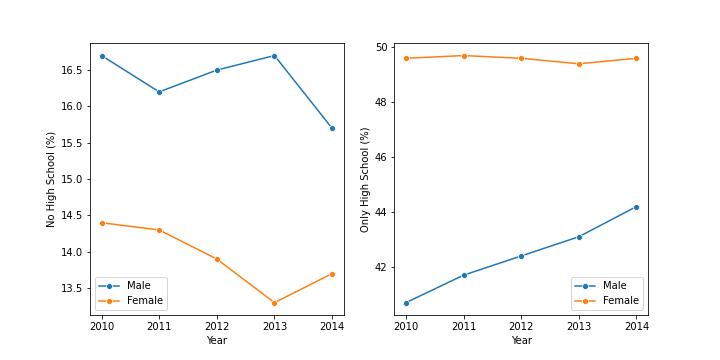 No High School (%)
16.5
16.0
15.5
15.0
14.5
14.0
13.5
2010 2011 2012 2013 2014
Year
Male
Female
Only High School (%)
50
48
46
44
42
2010 2011 2012 2013 2014
Year
Male
Female